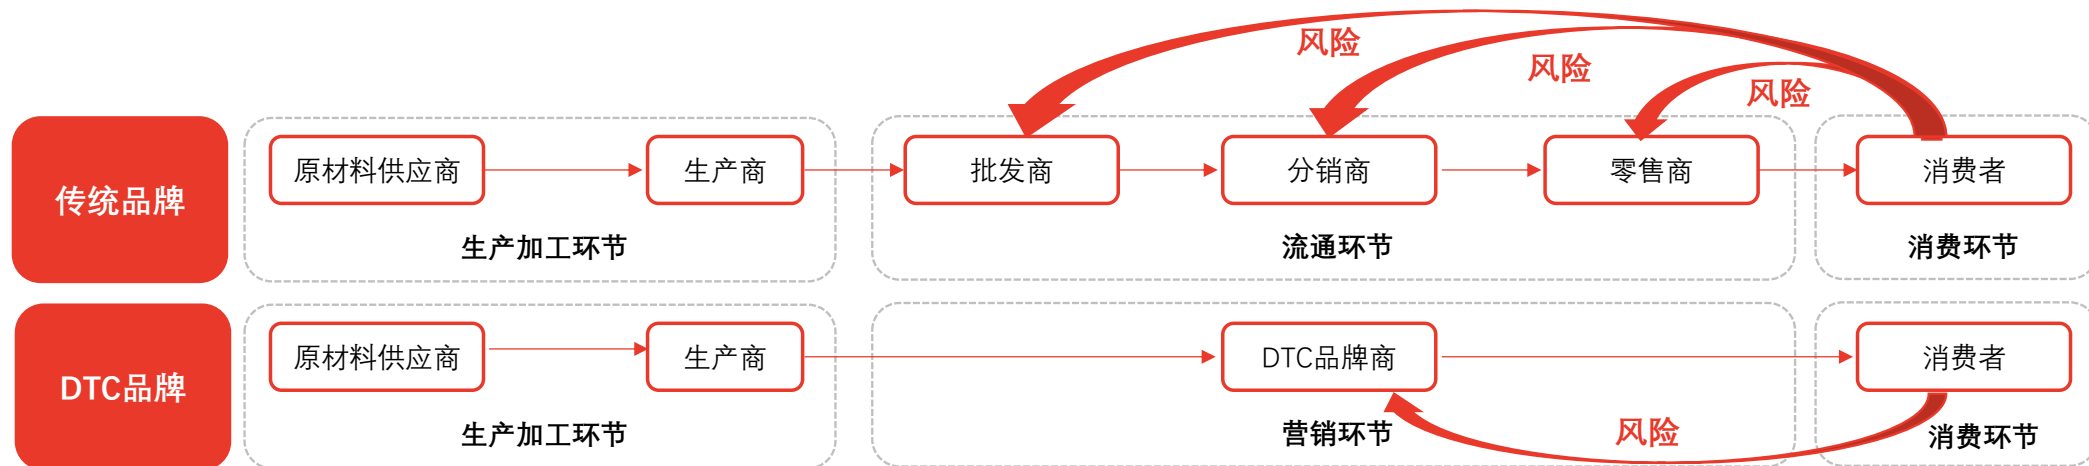 风险
风险
风险
传统品牌
原材料供应商
生产商
批发商
分销商
零售商
消费者
生产加工环节
流通环节
消费环节
DTC品牌
原材料供应商
生产商
DTC品牌商
消费者
生产加工环节
营销环节
风险
消费环节